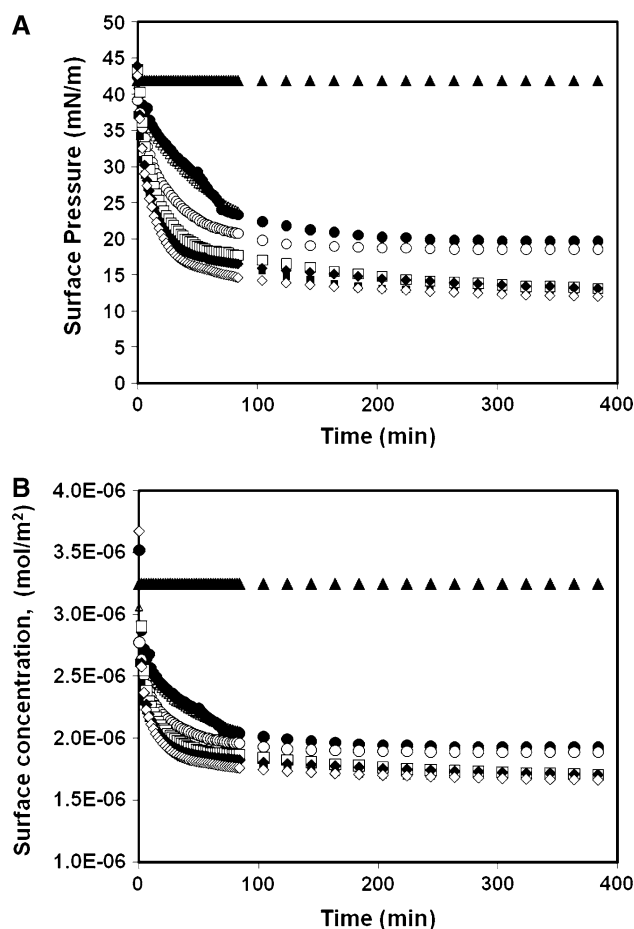 A
50
45
40
35
30
25
20
15
10
5
0
Surface Pressure (mN/m)
0 100 200 300 400
Time (min)
B
4.0E-06
3.5E-06
3.0E-06
2.5E-06
2.0E-06
1.5E-06
1.0E-06
Surface concentration, (mol/m²)
0 100 200 300 400
Time (min)